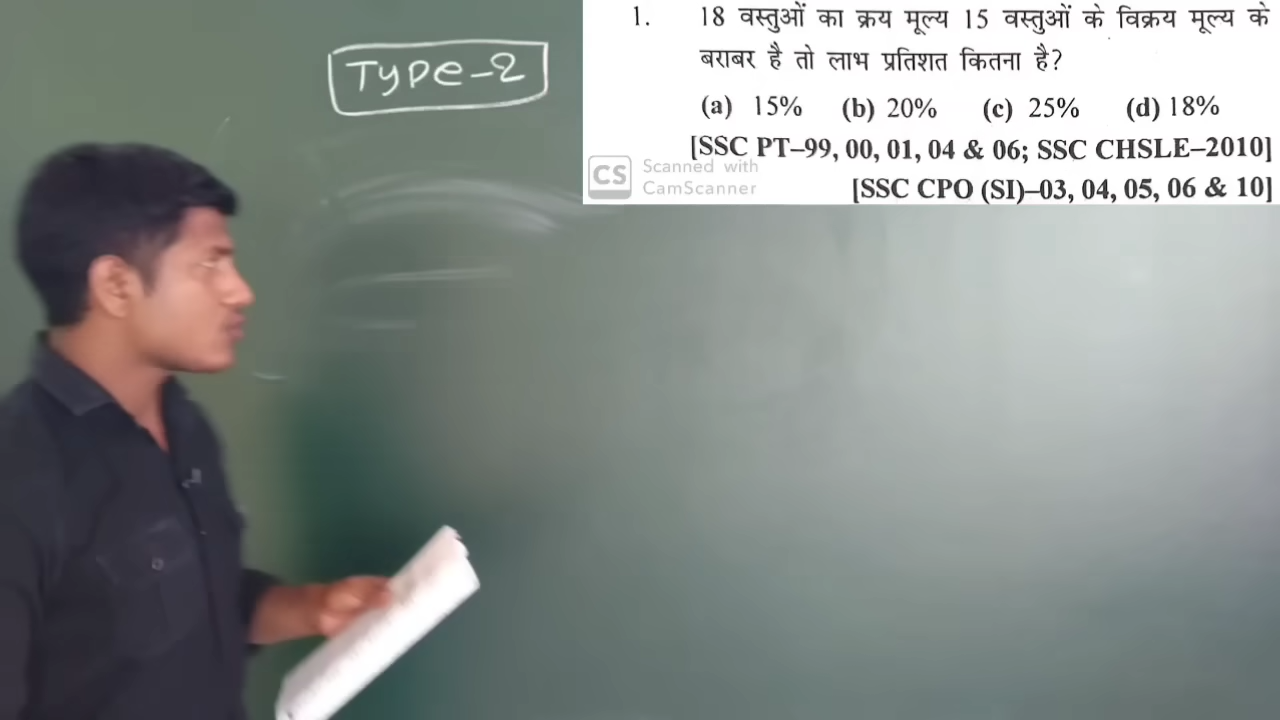 TYPE-2
1. 18 वस्तुओं का क्रय मूल्य 15 वस्तुओं के विक्रय मूल्य के
बराबर है तो लाभ प्रतिशत कितना है?
(a) 15% (b) 20% (c) 25% (d) 18%
[SSC PT–99, 00, 01, 04 & 06; SSC CHSLE–2010]
[SSC CPO (SI)–03, 04, 05, 06 & 10]
CS Scanned with
CamScanner